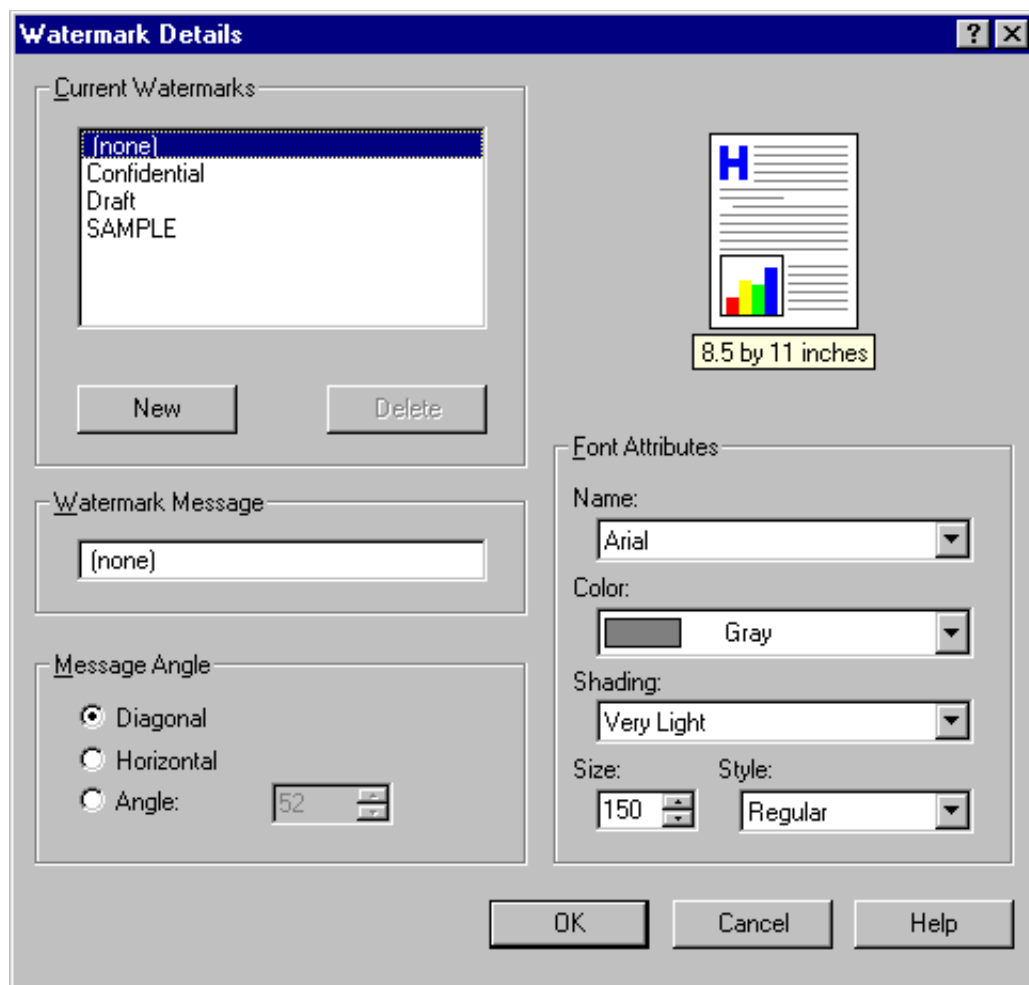 Watermark Details
Current Watermarks
(none)
Confidential
Draft
SAMPLE
New
Delete
H
8.5 by 11 inches
Watermark Message
(none)
Message Angle
Diagonal
Horizontal
Angle:
52
Font Attributes
Name:
Arial
Color:
Gray
Shading:
Very Light
Size:
Style:
150
Regular
OK
Cancel
Help